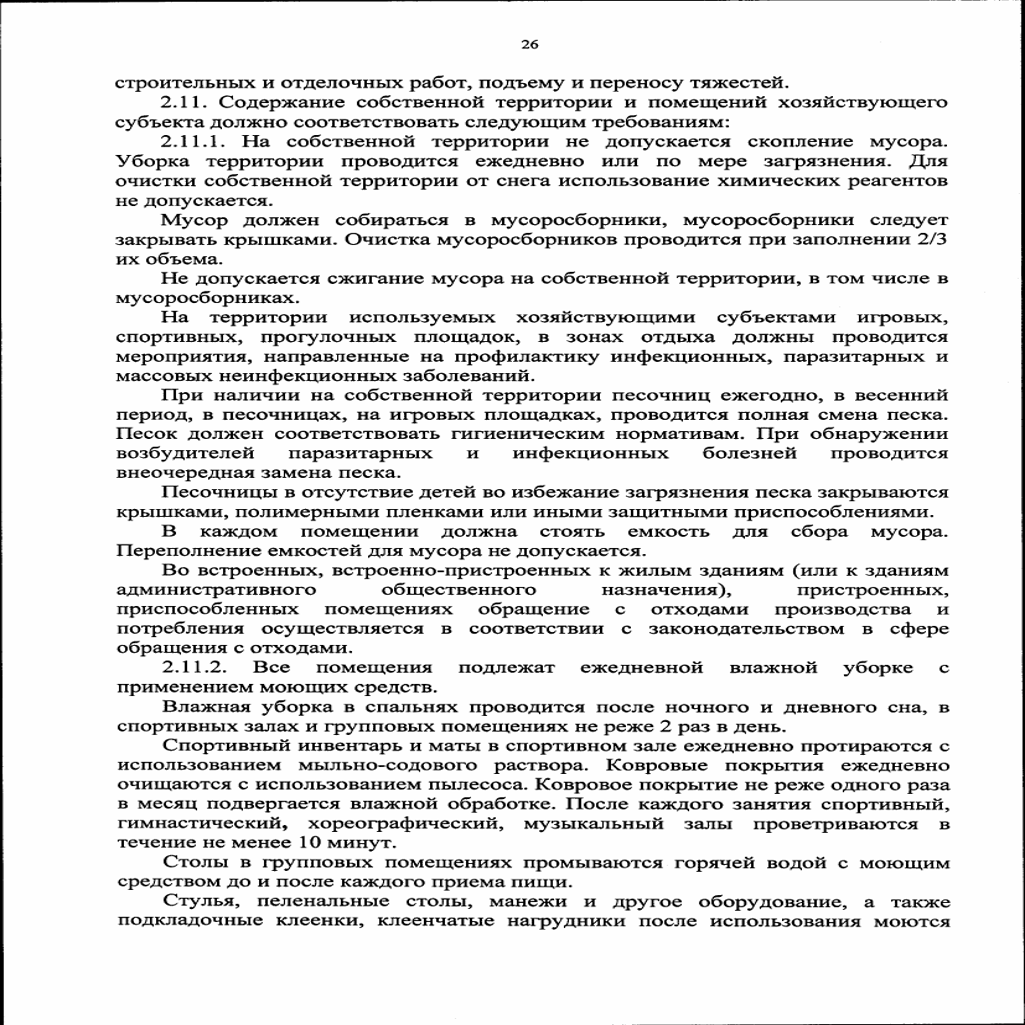 26
строительных и отделочных работ, подъему и переносу тяжестей.
2.11. Содержание собственной территории и помещений хозяйствующего
субъекта должно соответствовать следующим требованиям:
2.11.1. На собственной территории не допускается скопление мусора.
Уборка территории проводится ежедневно или по мере загрязнения. Для
очистки собственной территории от снега использование химических реагентов
не допускается.
Мусор должен собираться в мусоросборники, мусоросборники следует
закрывать крышками. Очистка мусоросборников проводится при заполнении 2/3
их объема.
Не допускается сжигание мусора на собственной территории, в том числе в
мусоросборниках.
На территории используемых хозяйствующими субъектами игровых,
спортивных, прогулочных площадок, в зонах отдыха должны проводится
мероприятия, направленные на профилактику инфекционных, паразитарных и
массовых неинфекционных заболеваний.
При наличии на собственной территории песочниц ежегодно, в весенний
период, в песочницах, на игровых площадках, проводится полная смена песка.
Песок должен соответствовать гигиеническим нормативам. При обнаружении
возбудителей паразитарных и инфекционных болезней проводится
внеочередная замена песка.
Песочницы в отсутствие детей во избежание загрязнения песка закрываются
крышками, полимерными пленками или иными защитными приспособлениями.
В каждом помещении должна стоять емкость для сбора мусора.
Переполнение емкостей для мусора не допускается.
Во встроенных, встроенно-пристроенных к жилым зданиям (или к зданиям
административного общественного назначения), пристроенных,
приспособленных помещениях обращение с отходами производства и
потребления осуществляется в соответствии с законодательством в сфере
обращения с отходами.
2.11.2. Все помещения подлежат ежедневной влажной уборке с
применением моющих средств.
Влажная уборка в спальнях проводится после ночного и дневного сна, в
спортивных залах и групповых помещениях не реже 2 раз в день.
Спортивный инвентарь и маты в спортивном зале ежедневно протираются с
использованием мыльно-содового раствора. Ковровые покрытия ежедневно
очищаются с использованием пылесоса. Ковровое покрытие не реже одного раза
в месяц подвергается влажной обработке. После каждого занятия спортивный,
гимнастический, хореографический, музыкальный залы проветриваются в
течение не менее 10 минут.
Столы в групповых помещениях промываются горячей водой с моющим
средством до и после каждого приема пищи.
Стулья, пеленальные столы, манежи и другое оборудование, а также
подкладочные клеенки, клеенчатые нагрудники после использования моются